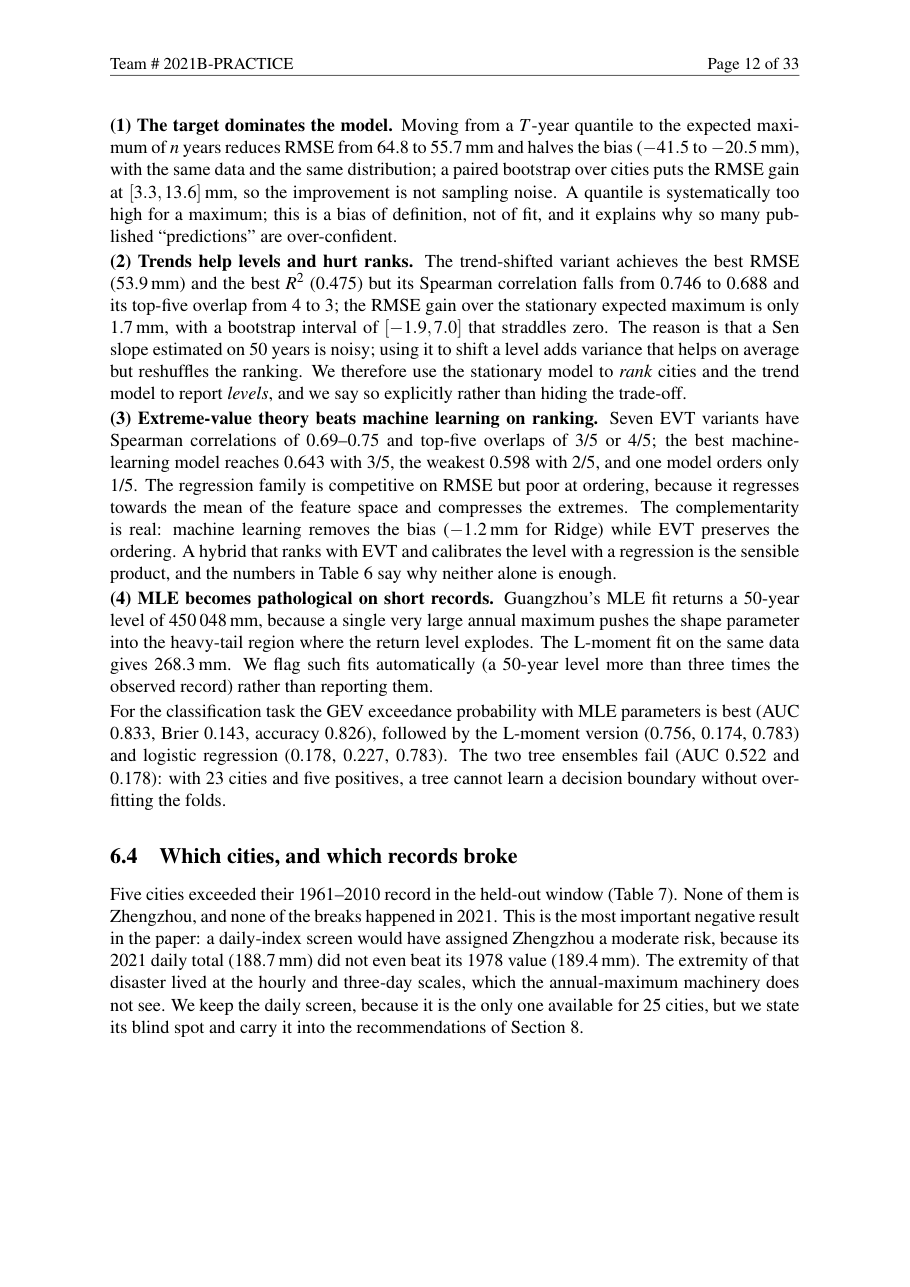 Team # 2021B-PRACTICE Page 12 of 33
(1) The target dominates the model. Moving from a T-year quantile to the expected maxi-
mum of n years reduces RMSE from 64.8 to 55.7 mm and halves the bias (−41.5 to −20.5 mm),
with the same data and the same distribution; a paired bootstrap over cities puts the RMSE gain
at [3.3, 13.6] mm, so the improvement is not sampling noise. A quantile is systematically too
high for a maximum; this is a bias of definition, not of fit, and it explains why so many pub-
lished “predictions” are over-confident.
(2) Trends help levels and hurt ranks. The trend-shifted variant achieves the best RMSE
(53.9 mm) and the best R² (0.475) but its Spearman correlation falls from 0.746 to 0.688 and
its top-five overlap from 4 to 3; the RMSE gain over the stationary expected maximum is only
1.7 mm, with a bootstrap interval of [−1.9, 7.0] that straddles zero. The reason is that a Sen
slope estimated on 50 years is noisy; using it to shift a level adds variance that helps on average
but reshuffles the ranking. We therefore use the stationary model to rank cities and the trend
model to report levels, and we say so explicitly rather than hiding the trade-off.
(3) Extreme-value theory beats machine learning on ranking. Seven EVT variants have
Spearman correlations of 0.69–0.75 and top-five overlaps of 3/5 or 4/5; the best machine-
learning model reaches 0.643 with 3/5, the weakest 0.598 with 2/5, and one model orders only
1/5. The regression family is competitive on RMSE but poor at ordering, because it regresses
towards the mean of the feature space and compresses the extremes. The complementarity
is real: machine learning removes the bias (−1.2 mm for Ridge) while EVT preserves the
ordering. A hybrid that ranks with EVT and calibrates the level with a regression is the sensible
product, and the numbers in Table 6 say why neither alone is enough.
(4) MLE becomes pathological on short records. Guangzhou’s MLE fit returns a 50-year
level of 450 048 mm, because a single very large annual maximum pushes the shape parameter
into the heavy-tail region where the return level explodes. The L-moment fit on the same data
gives 268.3 mm. We flag such fits automatically (a 50-year level more than three times the
observed record) rather than reporting them.
For the classification task the GEV exceedance probability with MLE parameters is best (AUC
0.833, Brier 0.143, accuracy 0.826), followed by the L-moment version (0.756, 0.174, 0.783)
and logistic regression (0.178, 0.227, 0.783). The two tree ensembles fail (AUC 0.522 and
0.178): with 23 cities and five positives, a tree cannot learn a decision boundary without over-
fitting the folds.
6.4 Which cities, and which records broke
Five cities exceeded their 1961–2010 record in the held-out window (Table 7). None of them is
Zhengzhou, and none of the breaks happened in 2021. This is the most important negative result
in the paper: a daily-index screen would have assigned Zhengzhou a moderate risk, because its
2021 daily total (188.7 mm) did not even beat its 1978 value (189.4 mm). The extremity of that
disaster lived at the hourly and three-day scales, which the annual-maximum machinery does
not see. We keep the daily screen, because it is the only one available for 25 cities, but we state
its blind spot and carry it into the recommendations of Section 8.